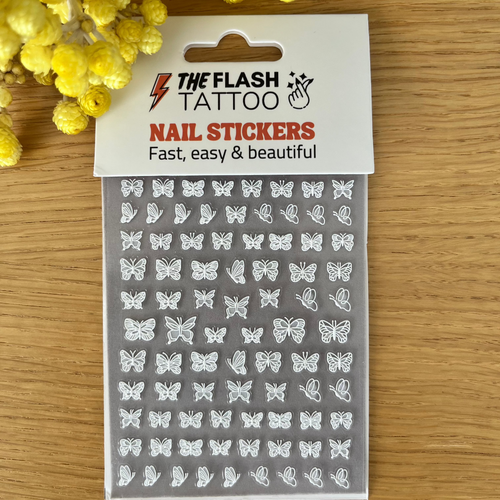 THE FLASH
TATTOO
NAIL STICKERS
Fast, easy & beautiful